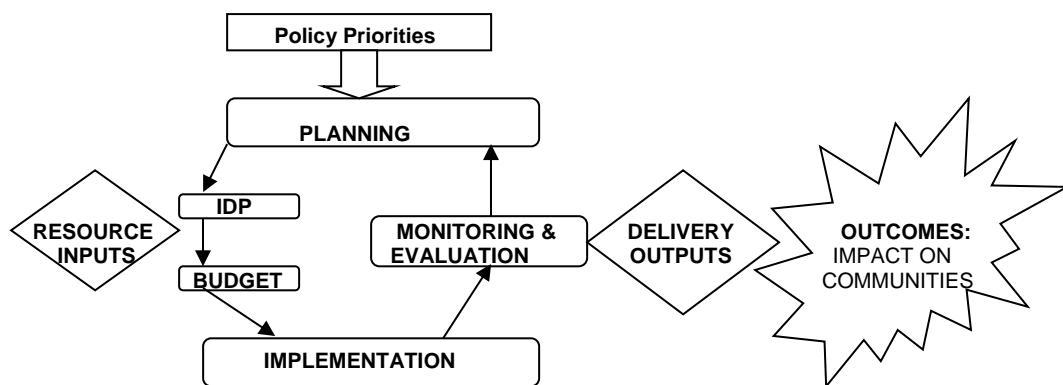 Policy Priorities
PLANNING
IDP
RESOURCE
INPUTS
BUDGET
IMPLEMENTATION
MONITORING &
EVALUATION
DELIVERY
OUTPUTS
OUTCOMES:
IMPACT ON
COMMUNITIES